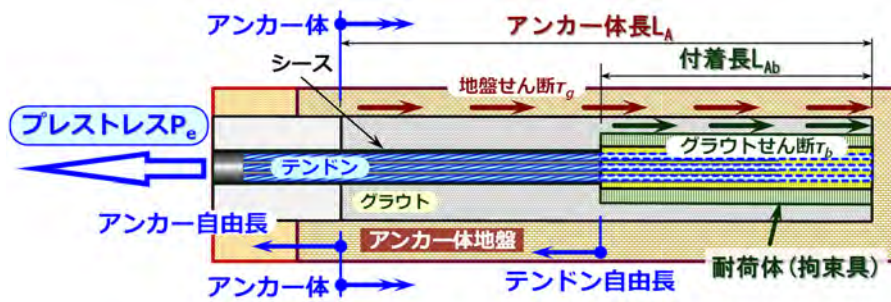 アンカー体
アンカー体長LA
シース
付着長LAb
地盤せん断τg
プレストレスPe
グラウトせん断τb
テンドン
グラウト
アンカー自由長
アンカー体地盤
テンドン自由長
耐荷体(拘束具)
アンカー体